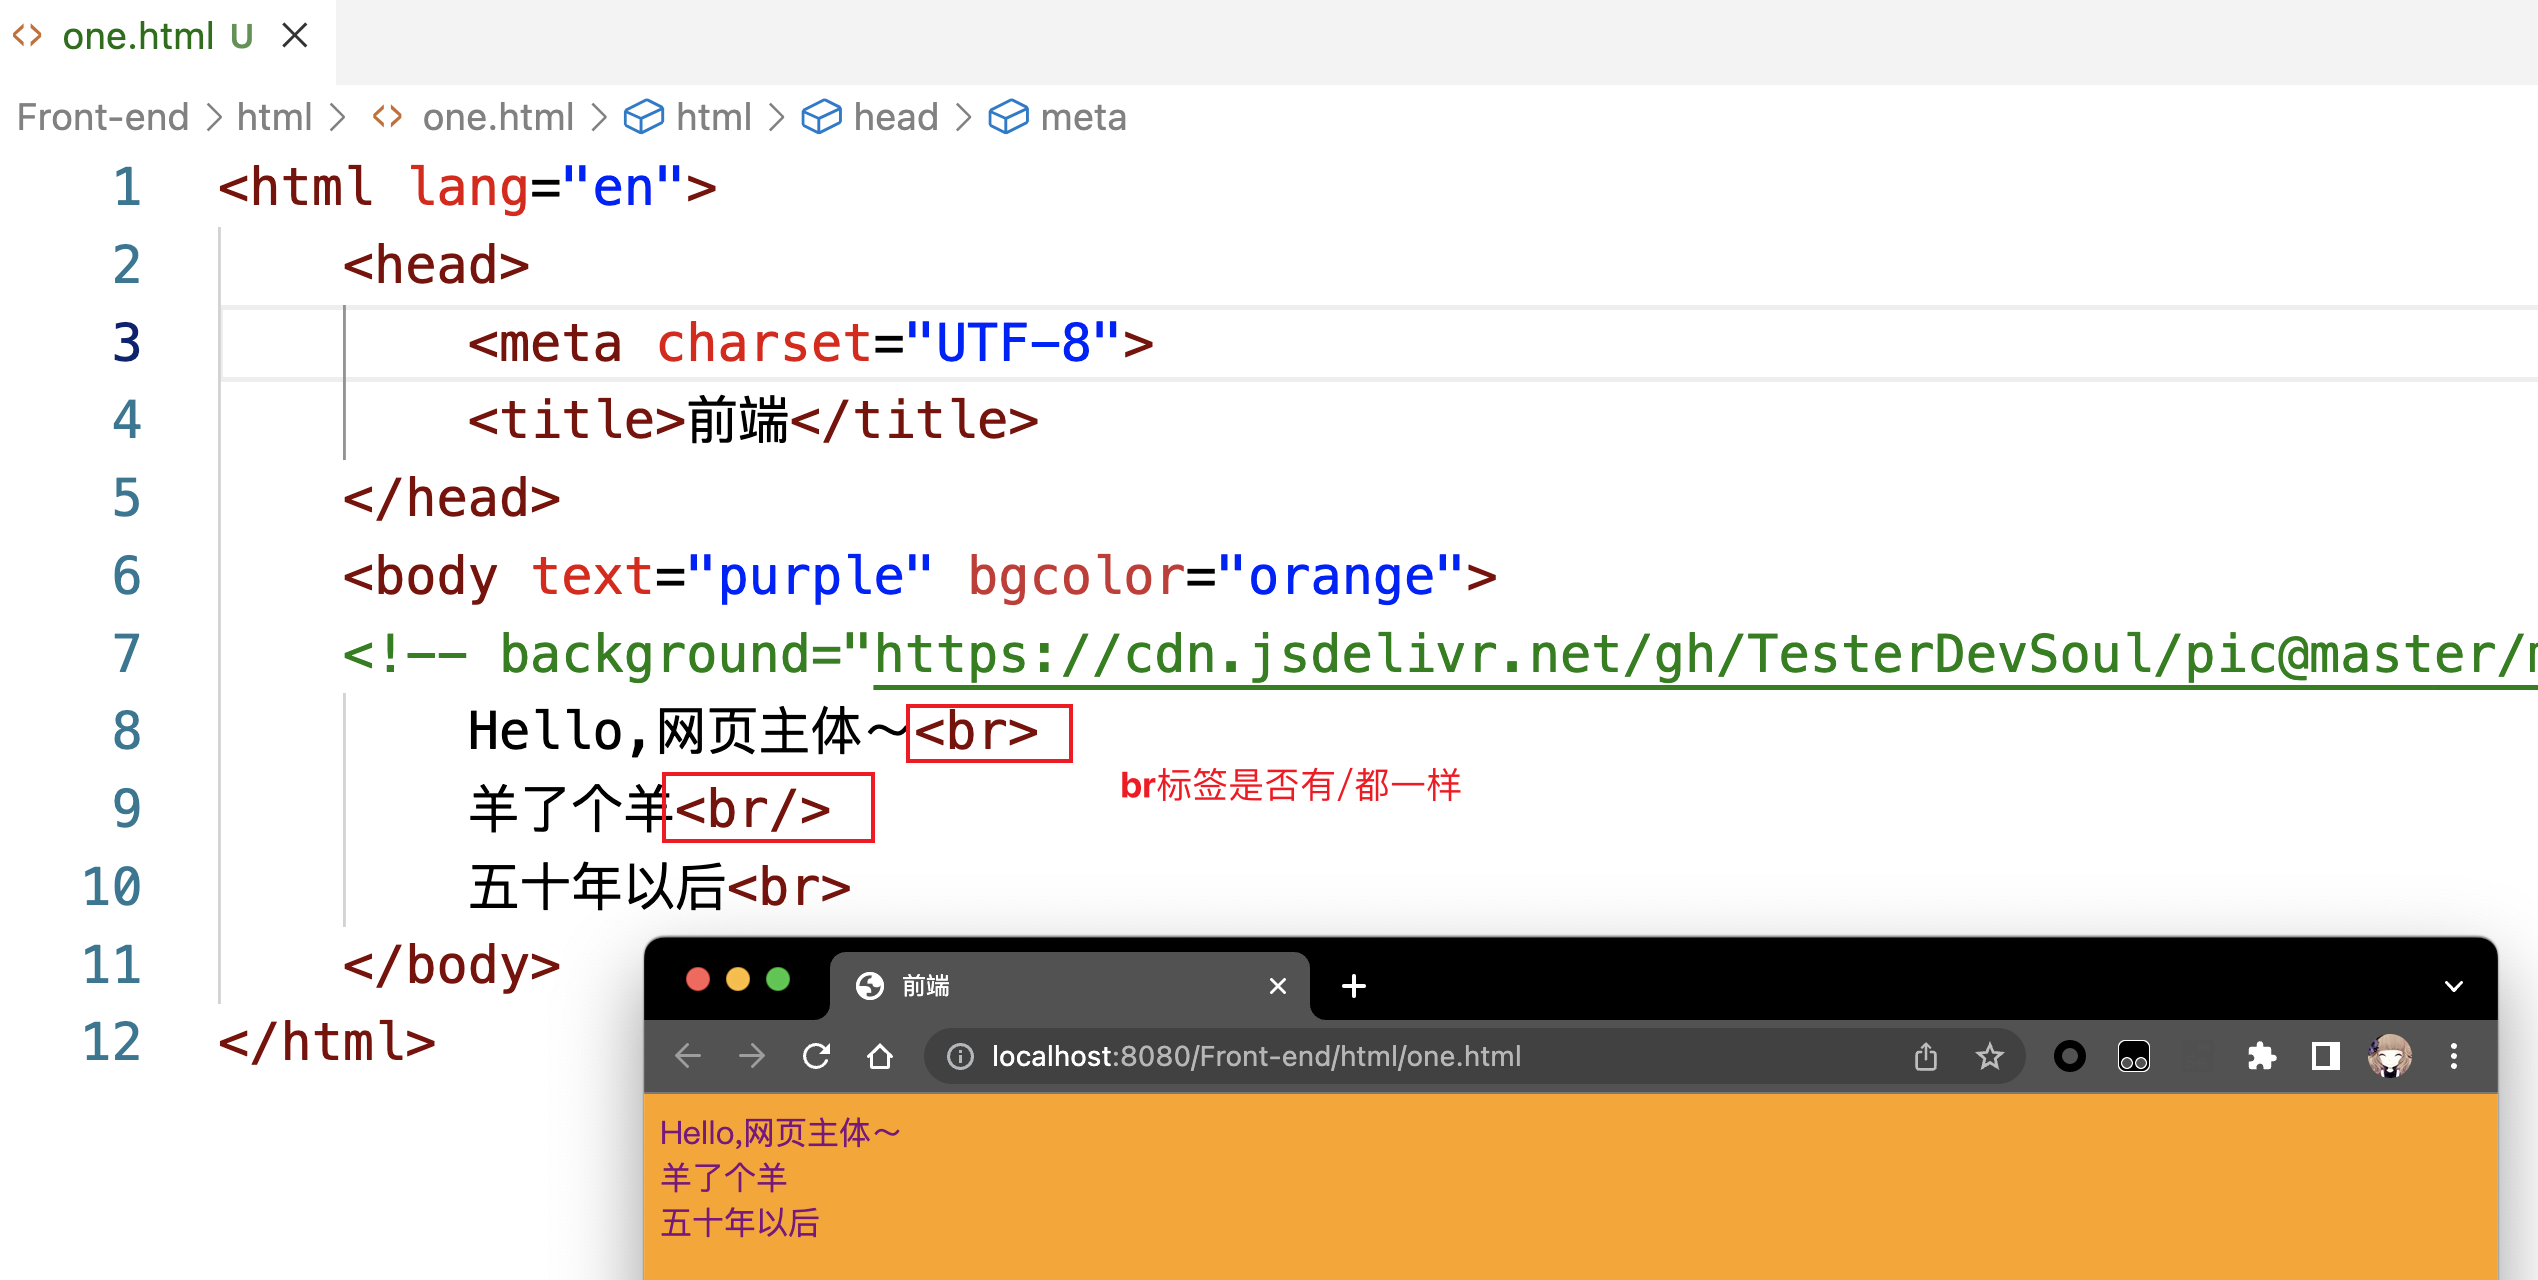 one.html U
Front-end html one.html html head meta
1 <html lang="en">
2 <head>
3 <meta charset="UTF-8">
4 <title>前端</title>
5 </head>
6 <body text="purple" bgcolor="orange">
7 <!-- background="https://cdn.jsdelivr.net/gh/TesterDevSoul/pic@master/
8 Hello,网页主体～<br>
br标签是否有/都一样
9 羊了个羊<br/>
10 五十年以后<br>
11 </body>
12 </html>
前端
localhost:8080/Front-end/html/one.html
Hello,网页主体～
羊了个羊
五十年以后